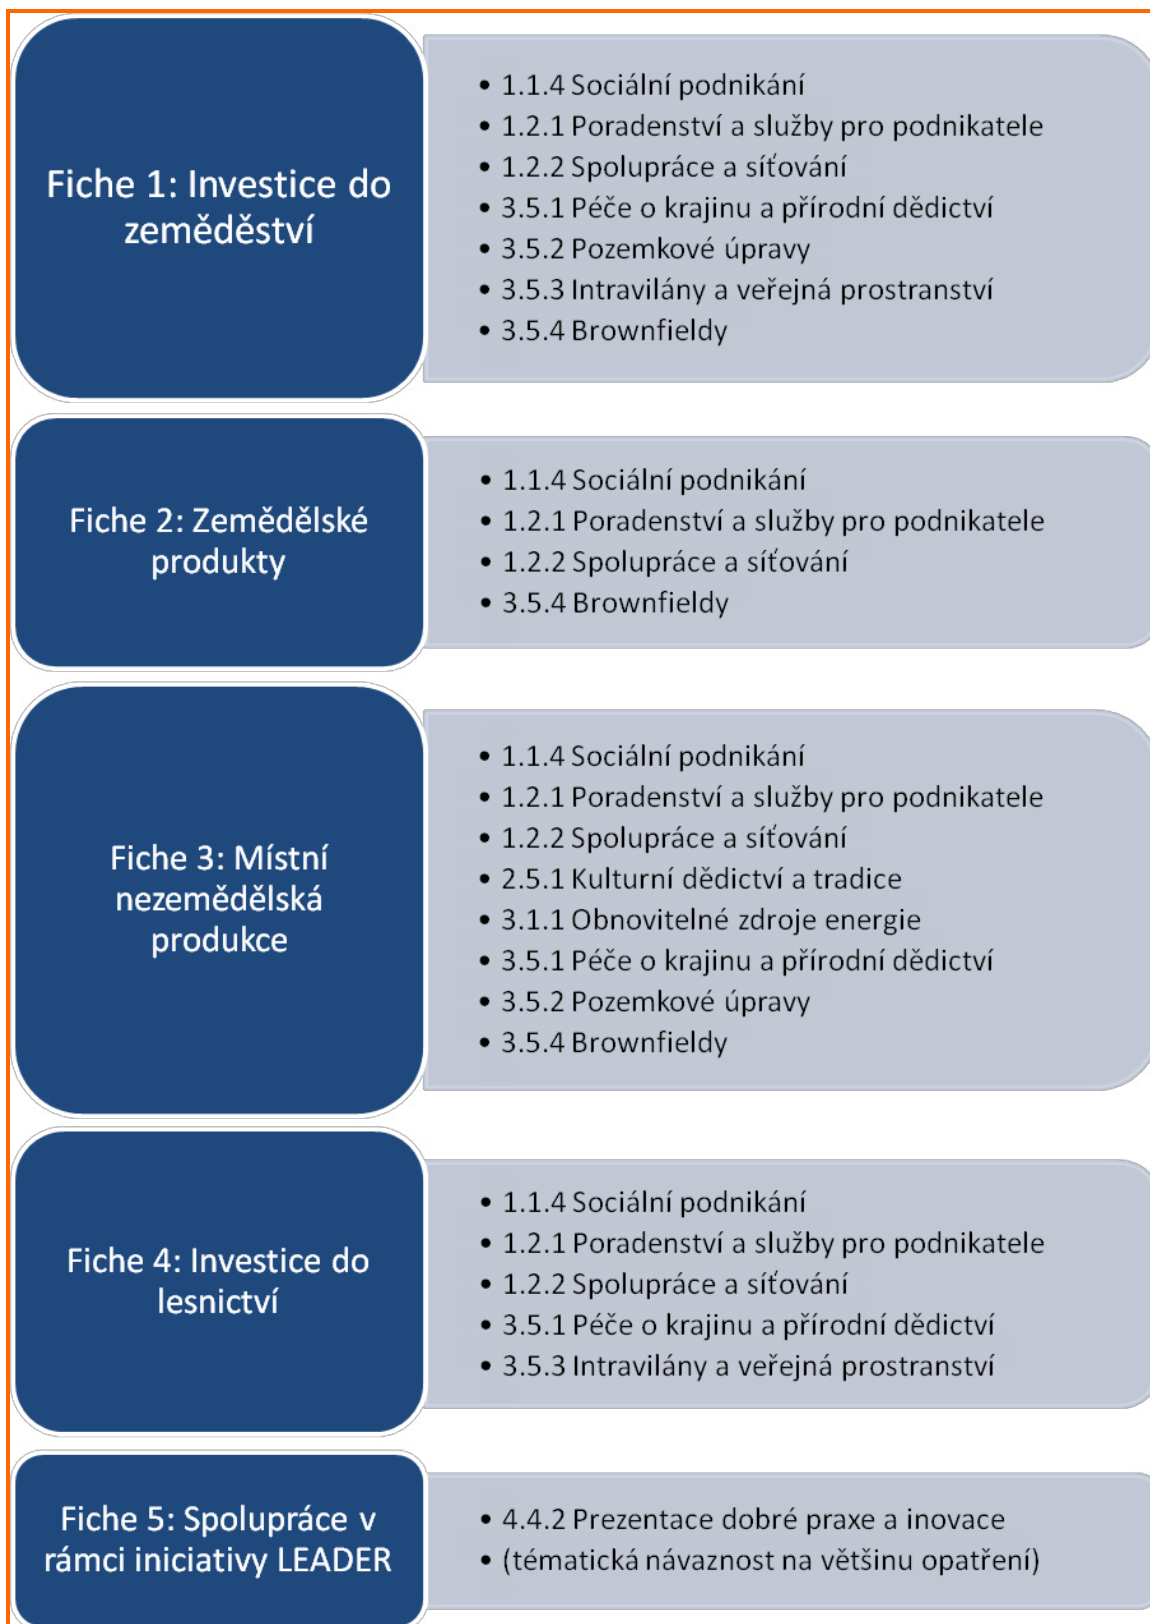 Fiche 1: Investice do
zeměděství
• 1.1.4 Sociální podnikání
• 1.2.1 Poradenství a služby pro podnikatele
• 1.2.2 Spolupráce a síťování
• 3.5.1 Péče o krajinu a přírodní dědictví
• 3.5.2 Pozemkové úpravy
• 3.5.3 Intravilány a veřejná prostranství
• 3.5.4 Brownfieldy
Fiche 2: Zemědělské
produkty
• 1.1.4 Sociální podnikání
• 1.2.1 Poradenství a služby pro podnikatele
• 1.2.2 Spolupráce a síťování
• 3.5.4 Brownfieldy
Fiche 3: Místní
nezemědělská
produkce
• 1.1.4 Sociální podnikání
• 1.2.1 Poradenství a služby pro podnikatele
• 1.2.2 Spolupráce a síťování
• 2.5.1 Kulturní dědictví a tradice
• 3.1.1 Obnovitelné zdroje energie
• 3.5.1 Péče o krajinu a přírodní dědictví
• 3.5.2 Pozemkové úpravy
• 3.5.4 Brownfieldy
Fiche 4: Investice do
lesnictví
• 1.1.4 Sociální podnikání
• 1.2.1 Poradenství a služby pro podnikatele
• 1.2.2 Spolupráce a síťování
• 3.5.1 Péče o krajinu a přírodní dědictví
• 3.5.3 Intravilány a veřejná prostranství
Fiche 5: Spolupráce v
rámci iniciativy LEADER
• 4.4.2 Prezentace dobré praxe a inovace
• (tématická návaznost na většinu opatření)